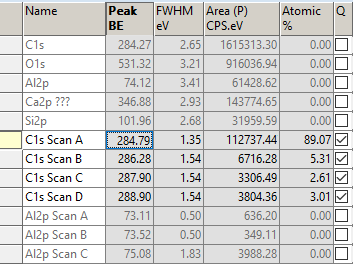 Name Peak BE FWHM eV Area (P) CPS.eV Atomic % Q
C1s 284.27 2.65 1615313.30 0.00
O1s 531.32 3.21 916036.94 0.00
Al2p 74.12 3.41 61428.62 0.00
Ca2p ??? 346.88 2.93 143774.65 0.00
Si2p 101.96 2.68 31959.59 0.00
C1s Scan A 284.79 1.35 112737.44 89.07
C1s Scan B 286.28 1.54 6716.28 5.31
C1s Scan C 287.90 1.54 3306.49 2.61
C1s Scan D 288.90 1.54 3804.36 3.01
Al2p Scan A 73.11 0.50 636.20 0.00
Al2p Scan B 73.52 0.50 349.11 0.00
Al2p Scan C 75.08 1.83 3988.28 0.00